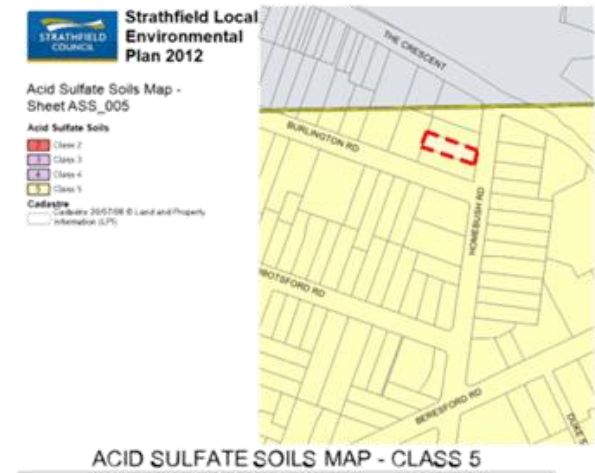 STRATHFIELD
COUNCIL
Strathfield Local
Environmental
Plan 2012
Acid Sulfate Soils Map -
Sheet ASS_005
Acid Sulfate Soils
2 Class 2
3 Class 3
4 Class 4
5 Class 5
Cadastre
Cadastre 20/07/08 © Land and Property
Information (LPI)
THE CRESCENT
BURLINGTON RD
HOMEBUSH RD
BOTSFORD RD
BERESFORD RD
DUKE S
ACID SULFATE SOILS MAP - CLASS 5